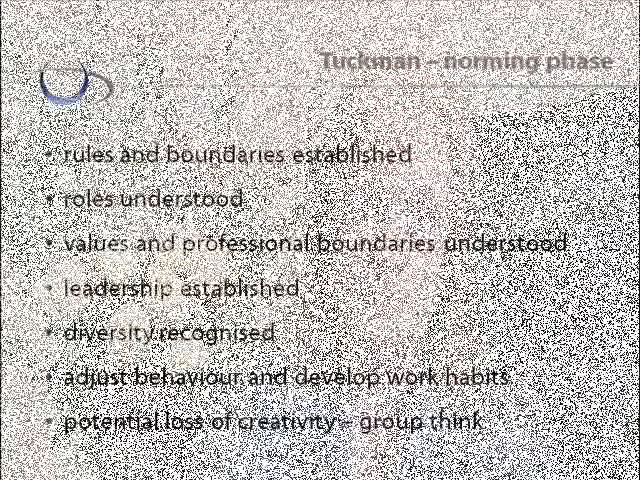 Tuckman – norming phase
• rules and boundaries established
• roles understood
• values and professional boundaries understood
• leadership established
• diversity recognised
• adjust behaviour and develop work habits
• potential loss of creativity – group think